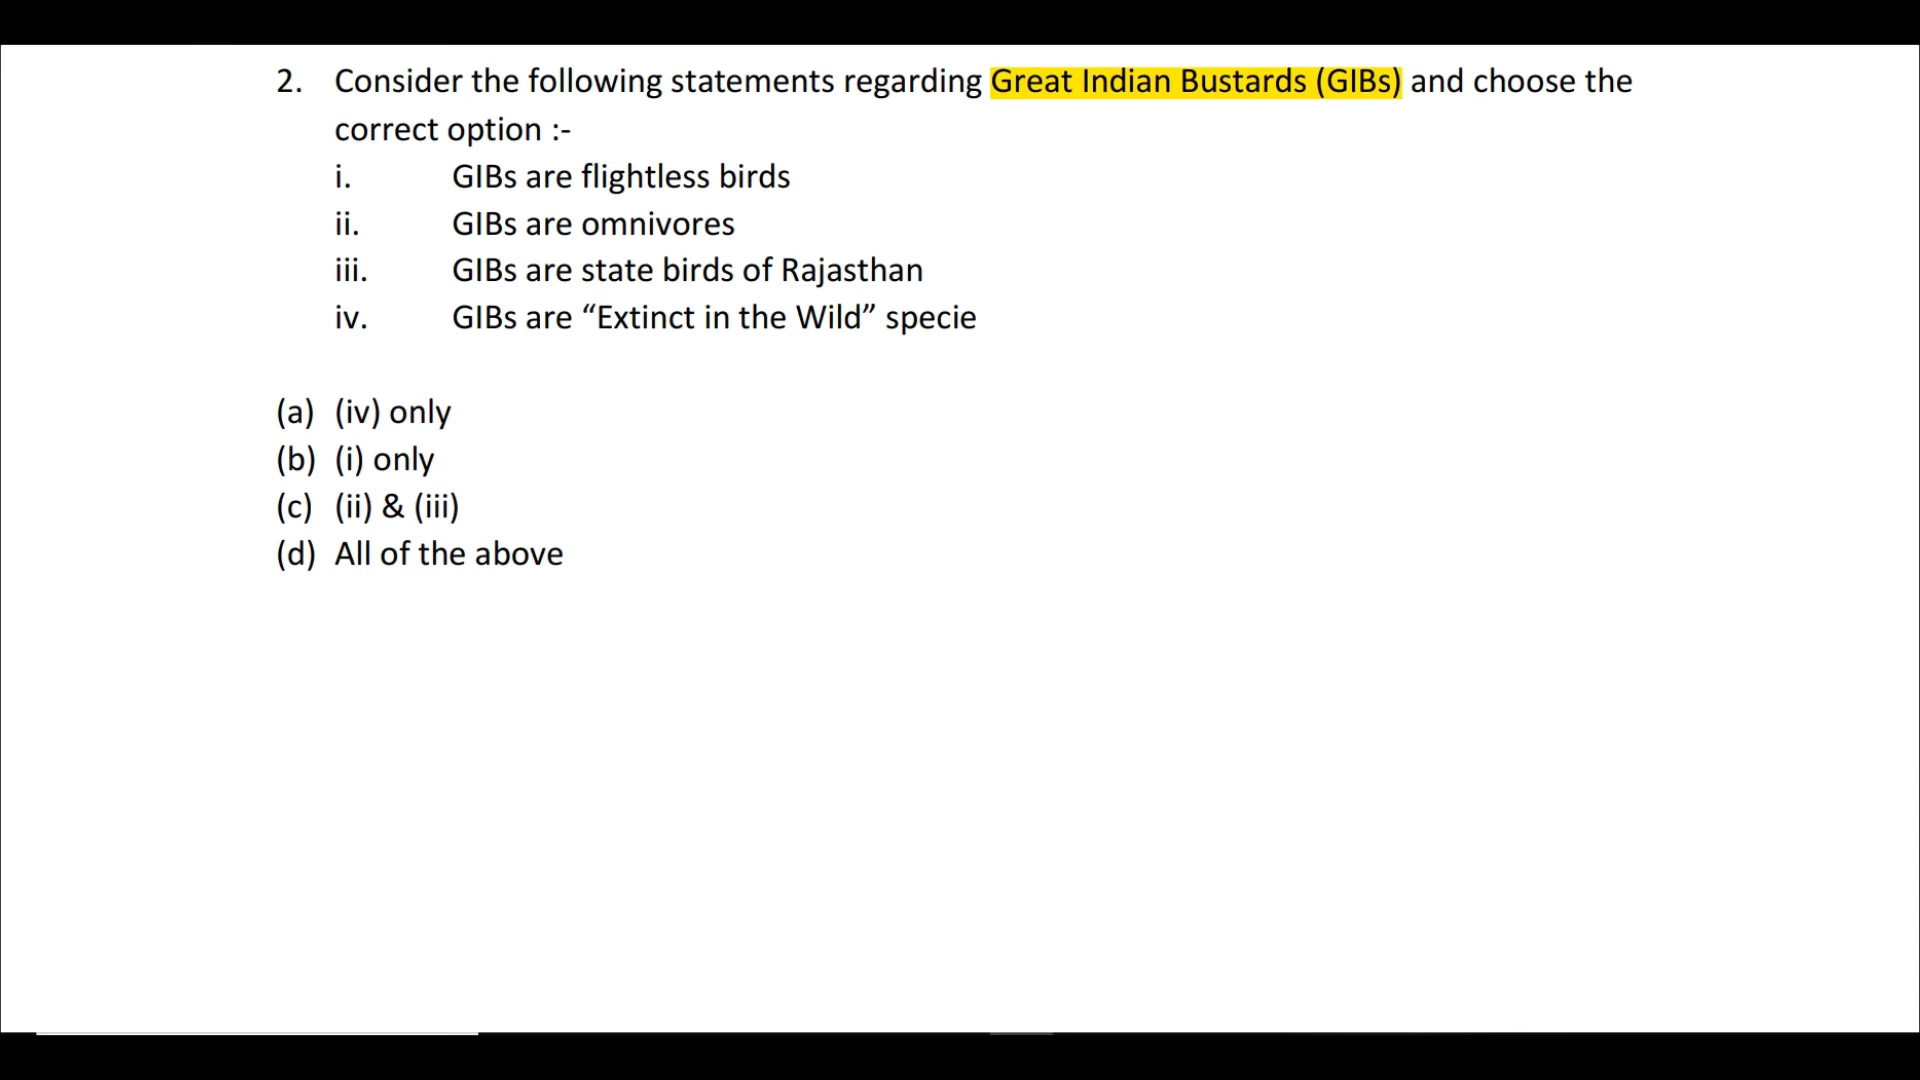 2. Consider the following statements regarding Great Indian Bustards (GIBs) and choose the
correct option :-
i. GIBs are flightless birds
ii. GIBs are omnivores
iii. GIBs are state birds of Rajasthan
iv. GIBs are “Extinct in the Wild” specie
(a) (iv) only
(b) (i) only
(c) (ii) & (iii)
(d) All of the above